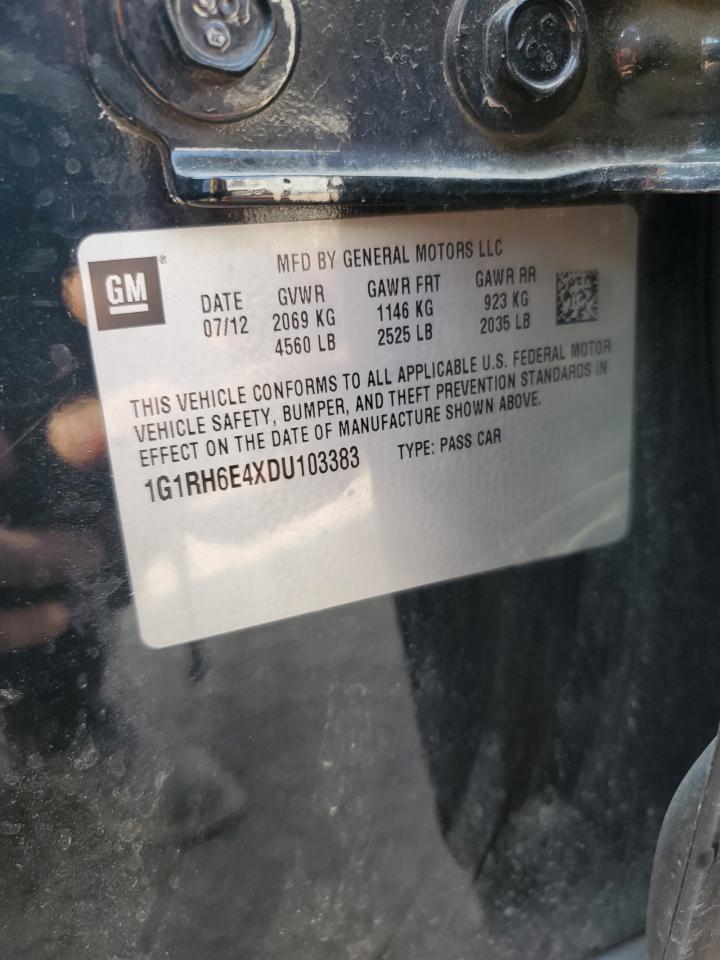 GM ®
MFD BY GENERAL MOTORS LLC
DATE GVWR GAWR FRT GAWR RR
07/12 2069 KG 1146 KG 923 KG
4560 LB 2525 LB 2035 LB
THIS VEHICLE CONFORMS TO ALL APPLICABLE U.S. FEDERAL MOTOR
VEHICLE SAFETY, BUMPER, AND THEFT PREVENTION STANDARDS IN
EFFECT ON THE DATE OF MANUFACTURE SHOWN ABOVE.
1G1RH6E4XDU103383 TYPE: PASS CAR